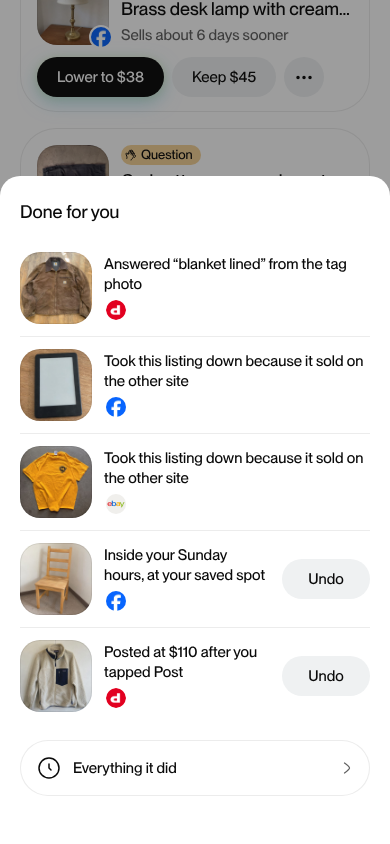 Brass desk lamp with cream...
Sells about 6 days sooner
Lower to $38
Keep $45
Question
Done for you
Answered “blanket lined” from the tag
photo
Took this listing down because it sold on
the other site
Took this listing down because it sold on
the other site
ebay
Inside your Sunday
hours, at your saved spot
Undo
Posted at $110 after you
tapped Post
Undo
Everything it did